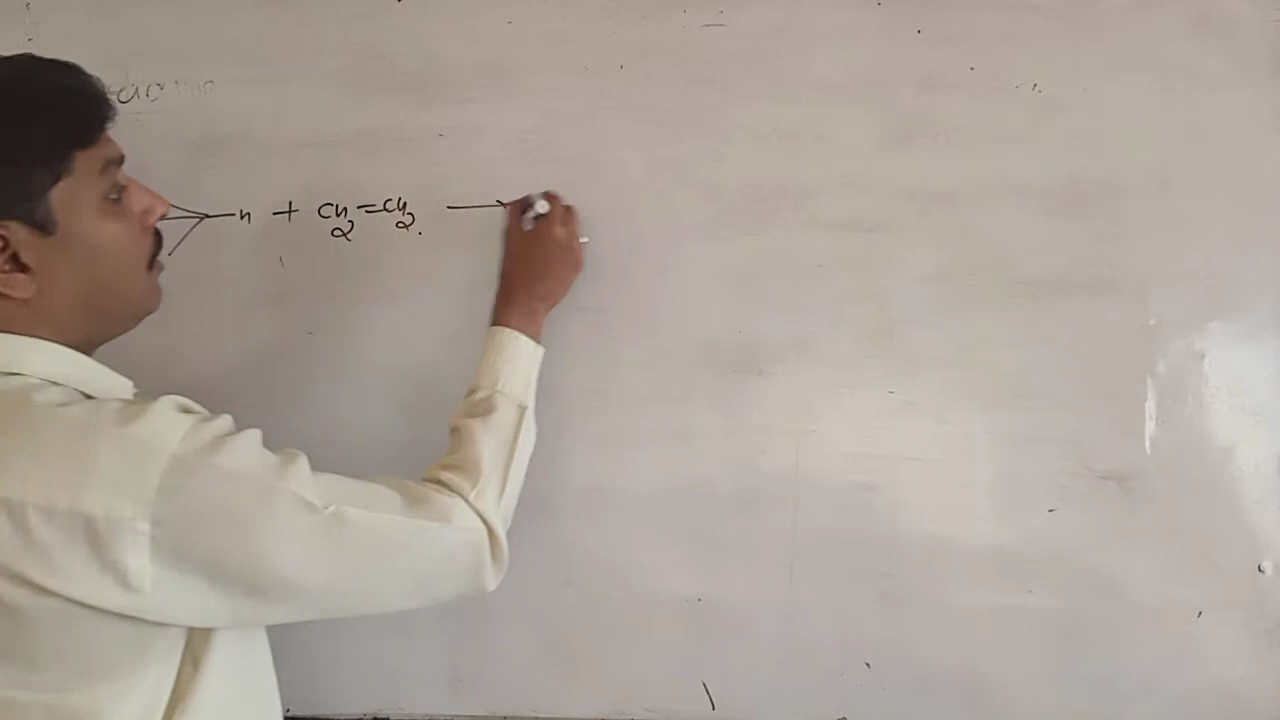 —H + CH₂=CH₂. ⟶